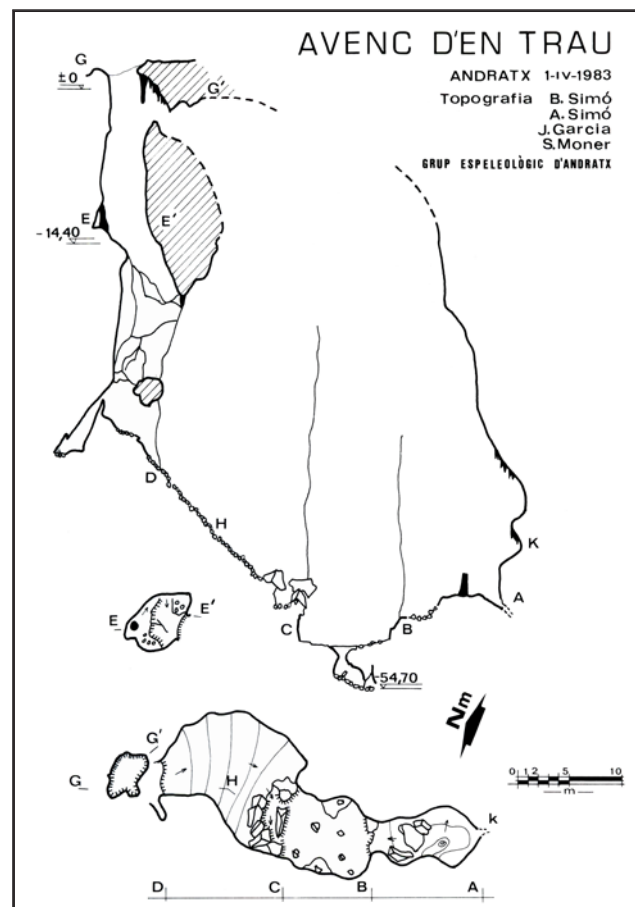 AVENC D'EN TRAU
ANDRATX 1-IV-1983
Topografia B. Simó
A. Simó
J. Garcia
S. Moner
GRUP ESPELEOLÒGIC D'ANDRATX
G
±0
G'
E
E'
-14,40
D
H
K
A
C
B
-54,70
E
E'
Nm
G'
G
H
K
0 1 2 5 10
m
D C B A